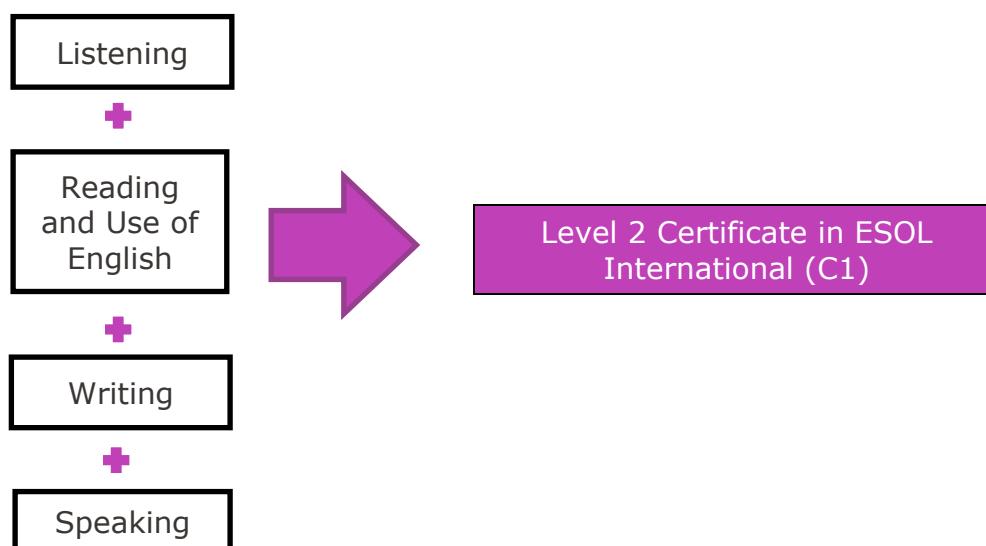 Listening
Reading
and Use of
English
Level 2 Certificate in ESOL
International (C1)
Writing
Speaking